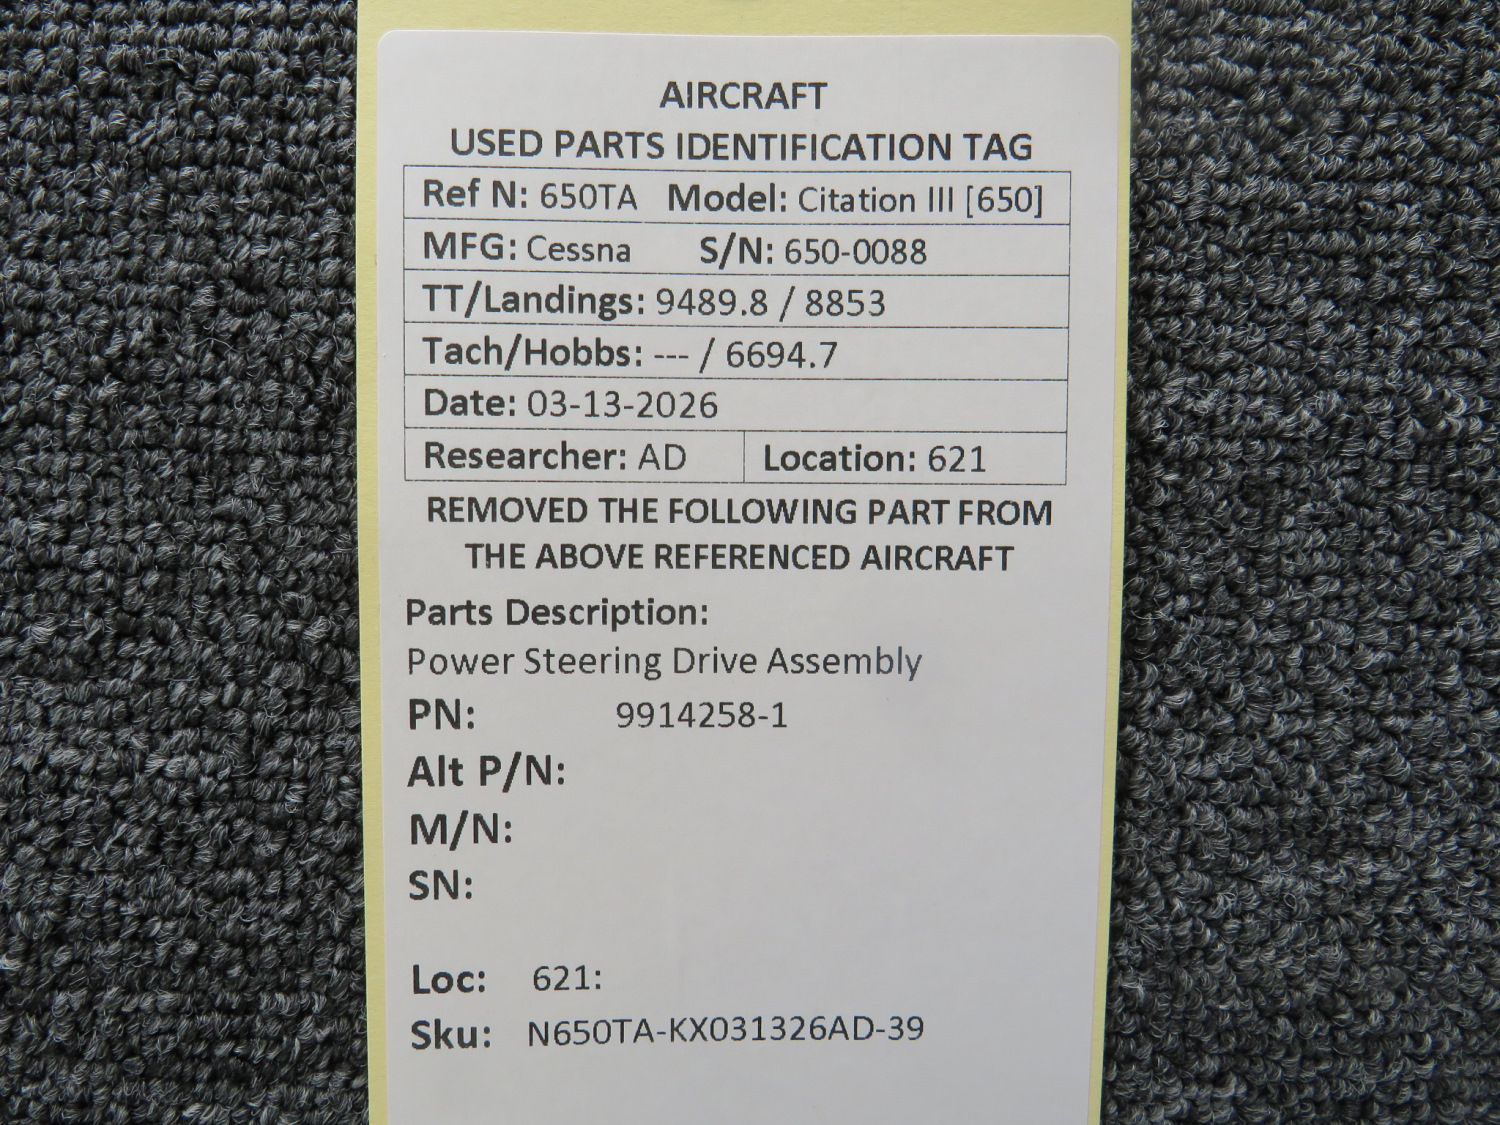 AIRCRAFT
USED PARTS IDENTIFICATION TAG
Ref N: 650TA Model: Citation III [650]
MFG: Cessna S/N: 650-0088
TT/Landings: 9489.8 / 8853
Tach/Hobbs: --- / 6694.7
Date: 03-13-2026
Researcher: AD Location: 621
REMOVED THE FOLLOWING PART FROM
THE ABOVE REFERENCED AIRCRAFT
Parts Description:
Power Steering Drive Assembly
PN: 9914258-1
Alt P/N:
M/N:
SN:
Loc: 621:
Sku: N650TA-KX031326AD-39